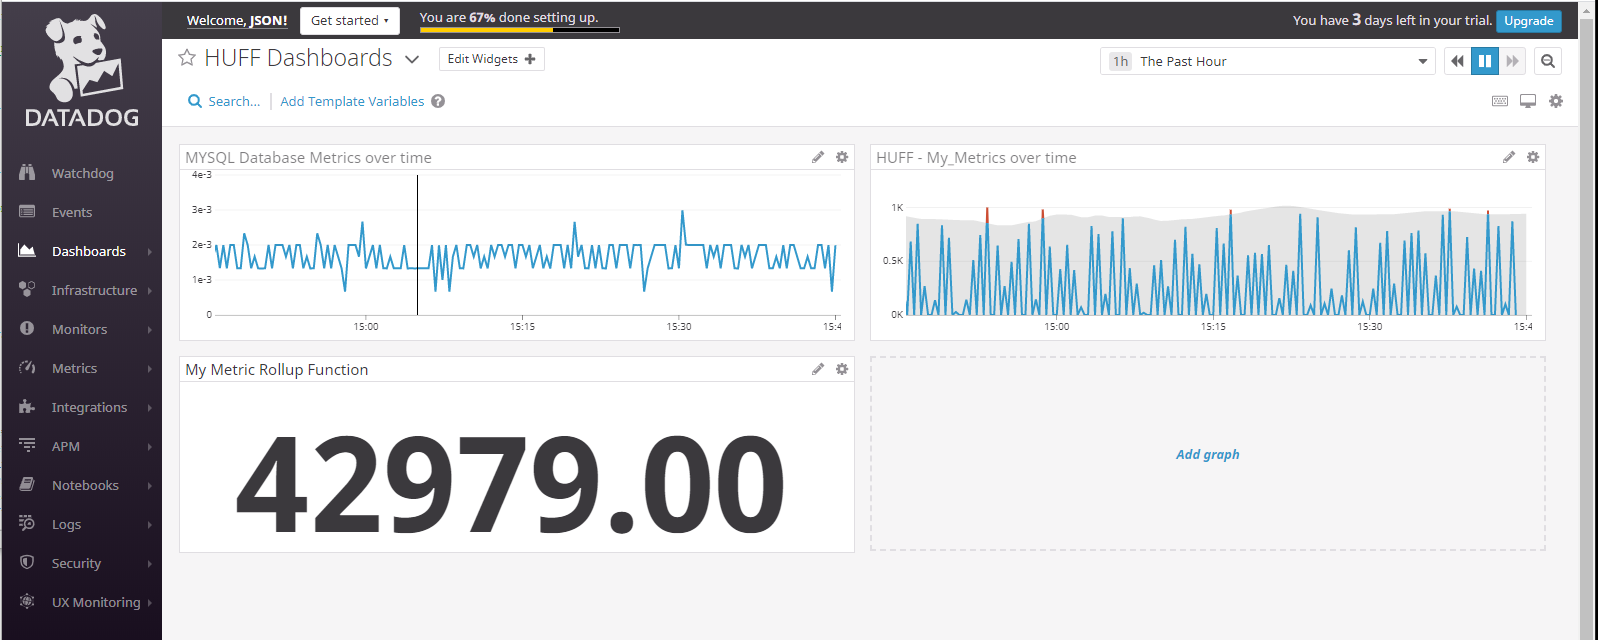 DATADOG
Welcome, JSON!
Get started
You are 67% done setting up.
You have 3 days left in your trial.
Upgrade
HUFF Dashboards
Edit Widgets
1h The Past Hour
Search...
Add Template Variables
Watchdog
Events
Dashboards
Infrastructure
Monitors
Metrics
Integrations
APM
Notebooks
Logs
Security
UX Monitoring
MYSQL Database Metrics over time
4e-3
3e-3
2e-3
1e-3
0
15:00 15:15 15:30 15:4
HUFF - My_Metrics over time
1K
0.5K
0K
15:00 15:15 15:30 15:4
My Metric Rollup Function
42979.00
Add graph